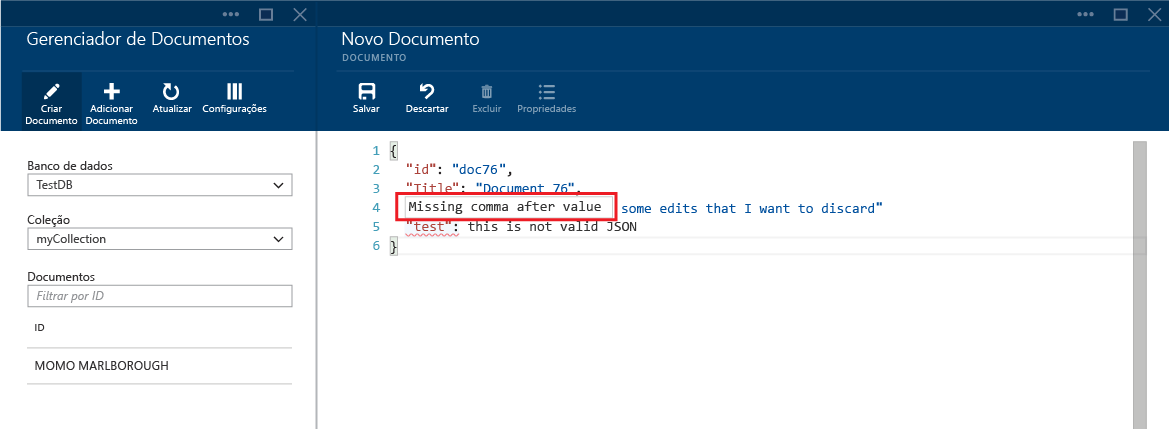 Gerenciador de Documentos
Criar Documento
Adicionar Documento
Atualizar
Configurações
Banco de dados
TestDB
Coleção
myCollection
Documentos
Filtrar por ID
ID
MOMO MARLBOROUGH
Novo Documento
DOCUMENTO
Salvar
Descartar
Excluir
Propriedades
1 {
2 "id": "doc76",
3 "Title": "Document 76",
4 Missing comma after value some edits that I want to discard"
5 "test": this is not valid JSON
6 }